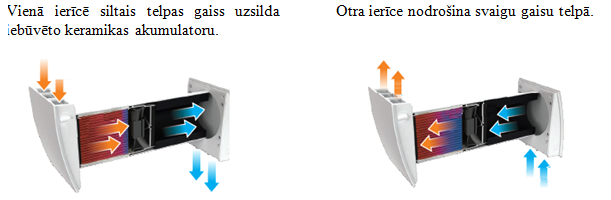 Vienā ierīcē siltais telpas gaiss uzsilda
iebūvēto keramikas akumulatoru.
Otra ierīce nodrošina svaigu gaisu telpā.